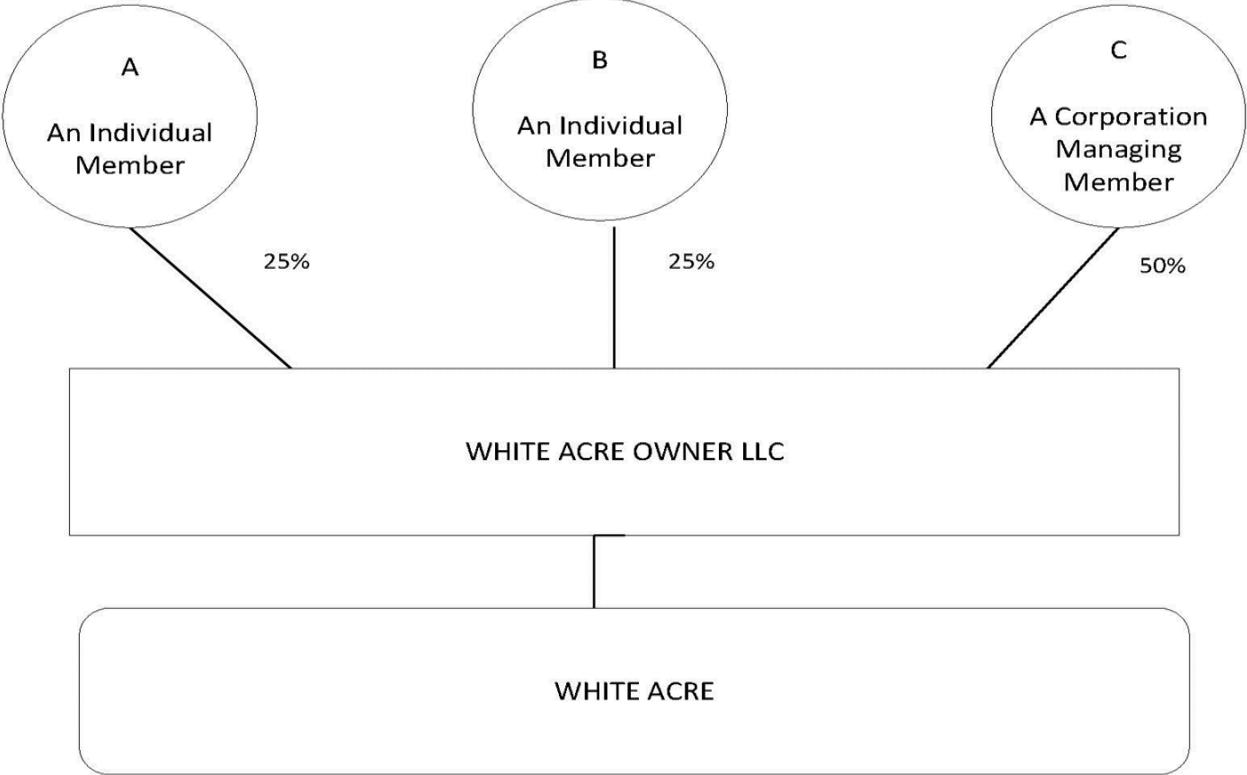 A
An Individual
Member
B
An Individual
Member
C
A Corporation
Managing
Member
25%
25%
50%
WHITE ACRE OWNER LLC
WHITE ACRE